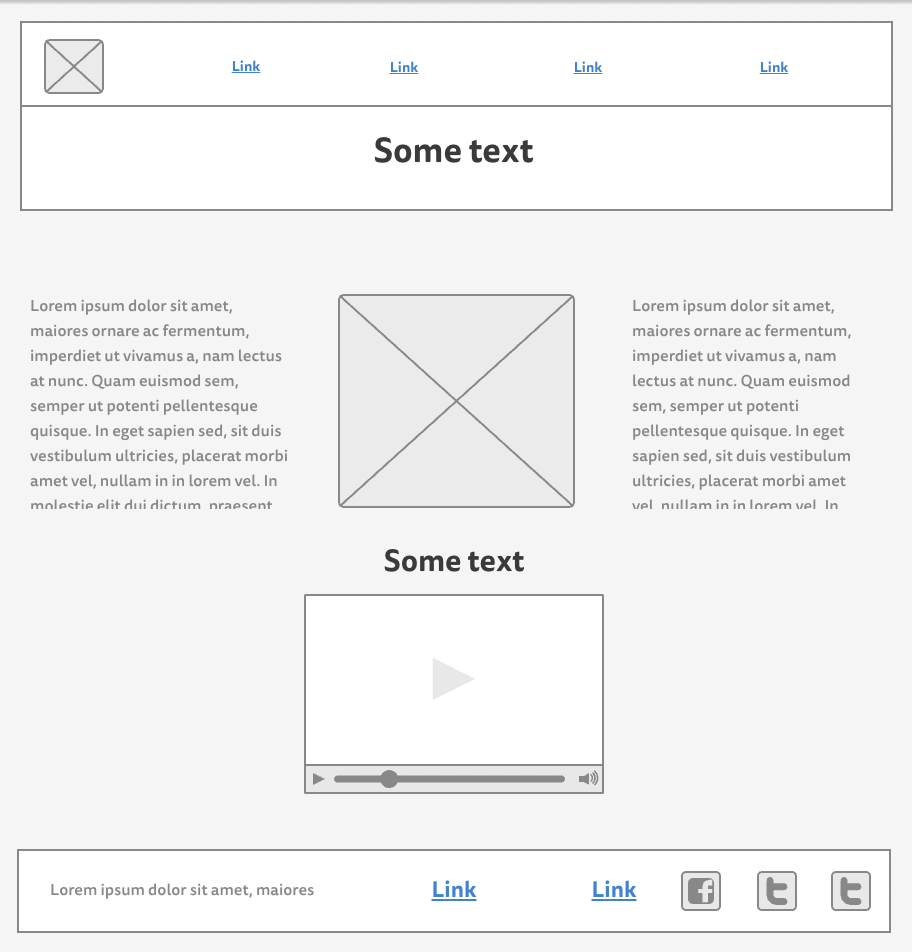 Link
Link
Link
Link
Some text
Lorem ipsum dolor sit amet,
maiores ornare ac fermentum,
imperdiet ut vivamus a, nam lectus
at nunc. Quam euismod sem,
semper ut potenti pellentesque
quisque. In eget sapien sed, sit duis
vestibulum ultricies, placerat morbi
amet vel, nullam in in lorem vel. In
molestie elit dui dictum, praesent
Lorem ipsum dolor sit amet,
maiores ornare ac fermentum,
imperdiet ut vivamus a, nam
lectus at nunc. Quam euismod
sem, semper ut potenti
pellentesque quisque. In eget
sapien sed, sit duis vestibulum
ultricies, placerat morbi amet
vel, nullam in in lorem vel. In
Some text
Lorem ipsum dolor sit amet, maiores
Link
Link